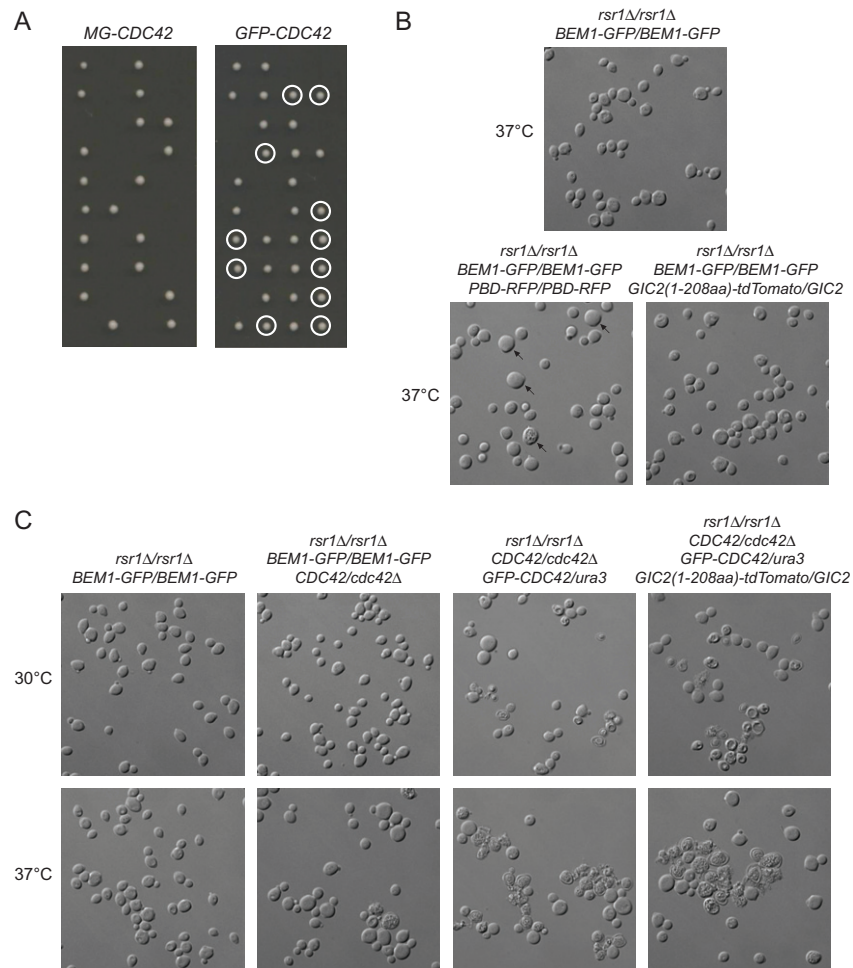 A
MG-CDC42
GFP-CDC42
B
rsr1Δ/rsr1Δ
BEM1-GFP/BEM1-GFP
37°C
rsr1Δ/rsr1Δ
BEM1-GFP/BEM1-GFP
PBD-RFP/PBD-RFP
rsr1Δ/rsr1Δ
BEM1-GFP/BEM1-GFP
GIC2(1-208aa)-tdTomato/GIC2
37°C
C
rsr1Δ/rsr1Δ
BEM1-GFP/BEM1-GFP
rsr1Δ/rsr1Δ
BEM1-GFP/BEM1-GFP
CDC42/cdc42Δ
rsr1Δ/rsr1Δ
CDC42/cdc42Δ
GFP-CDC42/ura3
rsr1Δ/rsr1Δ
CDC42/cdc42Δ
GFP-CDC42/ura3
GIC2(1-208aa)-tdTomato/GIC2
30°C
37°C